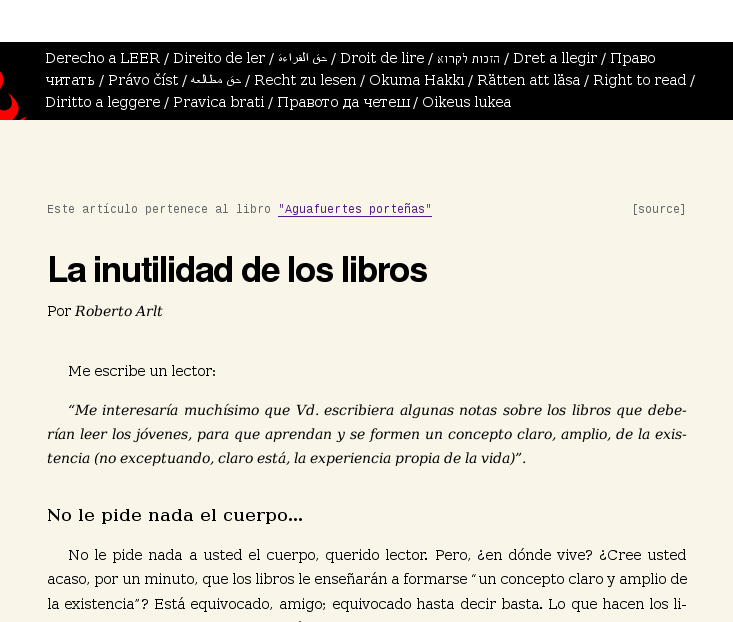 Derecho a LEER / Direito de ler / حق القراءة / Droit de lire / הזכות לקרוא / Dret a llegir / Право
читать / Právo číst / حق مطالعه / Recht zu lesen / Okuma Hakkı / Rätten att läsa / Right to read /
Diritto a leggere / Pravica brati / Правото да четеш / Oikeus lukea
Este artículo pertenece al libro "Aguafuertes porteñas" [source]
La inutilidad de los libros
Por Roberto Arlt
Me escribe un lector:
“Me interesaría muchísimo que Vd. escribiera algunas notas sobre los libros que debe-
rían leer los jóvenes, para que aprendan y se formen un concepto claro, amplio, de la exis-
tencia (no exceptuando, claro está, la experiencia propia de la vida)”.
No le pide nada el cuerpo…
No le pide nada a usted el cuerpo, querido lector. Pero, ¿en dónde vive? ¿Cree usted
acaso, por un minuto, que los libros le enseñarán a formarse “un concepto claro y amplio de
la existencia”? Está equivocado, amigo; equivocado hasta decir basta. Lo que hacen los li-